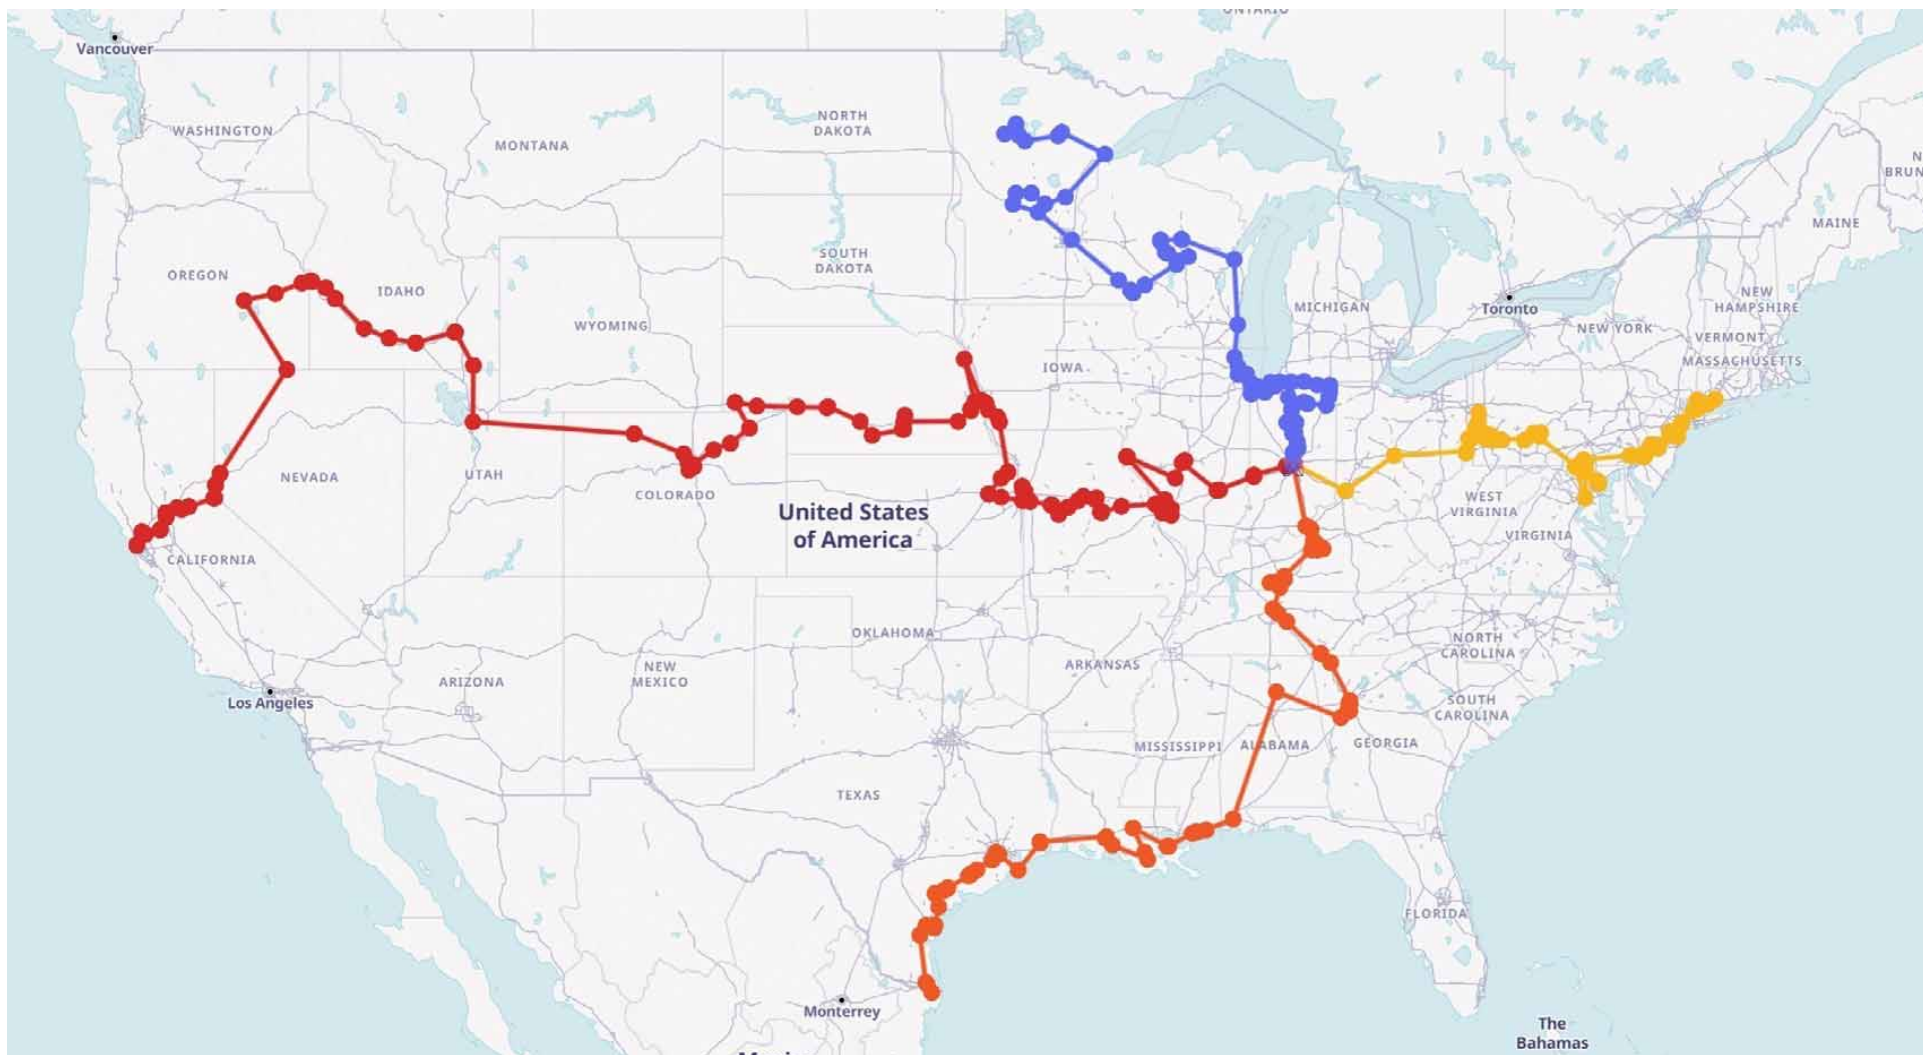 ONTARIO
Vancouver
WASHINGTON
MONTANA
NORTH
DAKOTA
MAINE
OREGON
IDAHO
SOUTH
DAKOTA
WYOMING
IOWA
MICHIGAN
Toronto
NEW YORK
NEW
HAMPSHIRE
VERMONT
MASSACHUSETTS
NEVADA
UTAH
COLORADO
United States
of America
WEST
VIRGINIA
VIRGINIA
CALIFORNIA
OKLAHOMA
ARKANSAS
NORTH
CAROLINA
Los Angeles
ARIZONA
NEW
MEXICO
SOUTH
CAROLINA
MISSISSIPPI
ALABAMA
GEORGIA
TEXAS
FLORIDA
Monterrey
The
Bahamas